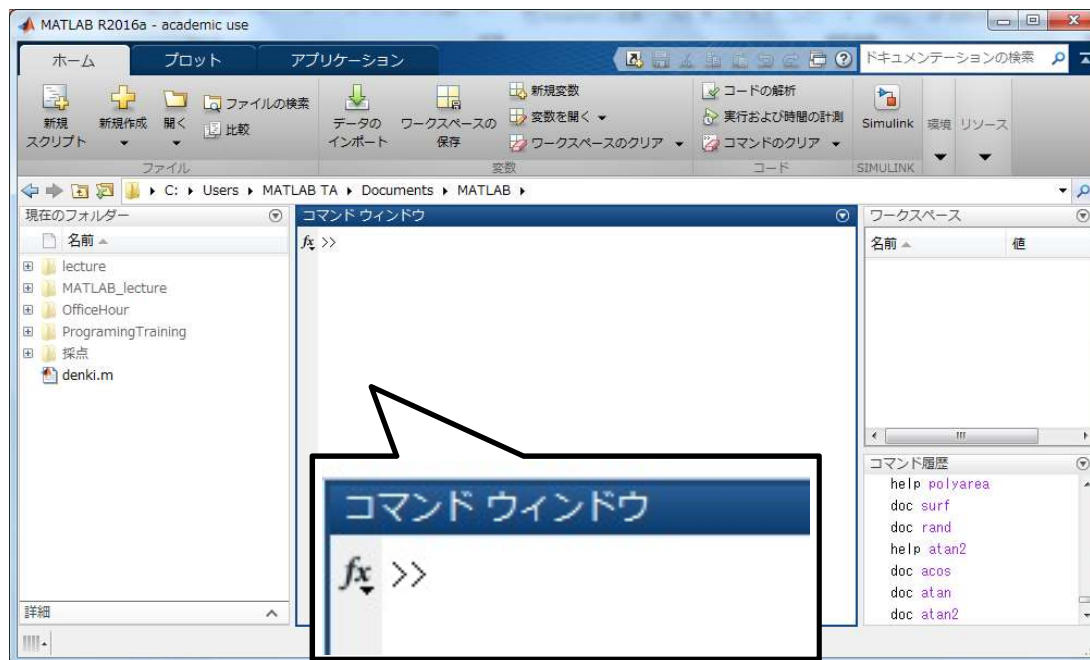 MATLAB R2016a - academic use
ホーム プロット アプリケーション ドキュメンテーションの検索
新規スクリプト
新規作成
開く
ファイルの検索
比較
ファイル
データのインポート
ワークスペースの保存
新規変数
変数を開く
ワークスペースのクリア
変数
コードの解析
実行および時間の計測
コマンドのクリア
コード
Simulink
SIMULINK
環境
リソース
C: Users MATLAB TA Documents MATLAB
現在のフォルダー
名前
lecture
MATLAB_lecture
OfficeHour
ProgramingTraining
採点
denki.m
詳細
コマンド ウィンドウ
fx >>
コマンド ウィンドウ
fx >>
ワークスペース
名前 値
コマンド履歴
help polyarea
doc surf
doc rand
help atan2
doc acos
doc atan
doc atan2